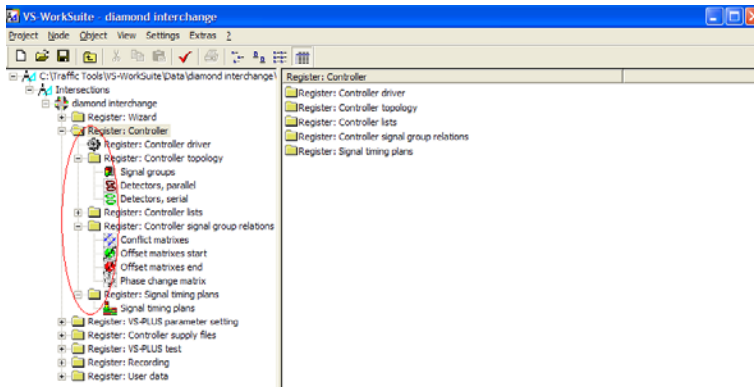 VS-WorkSuite - diamond interchange
Project Node Object View Settings Extras ?
C:\Traffic Tools\VS-WorkSuite\Data\diamond interchange\
Intersections
diamond interchange
Register: Wizard
Register: Controller
Register: Controller driver
Register: Controller topology
Signal groups
Detectors, parallel
Detectors, serial
Register: Controller lists
Register: Controller signal group relations
Conflict matrixes
Offset matrixes start
Offset matrixes end
Phase change matrix
Register: Signal timing plans
Signal timing plans
Register: VS-PLUS parameter setting
Register: Controller supply files
Register: VS-PLUS test
Register: Recording
Register: User data
Register: Controller
Register: Controller driver
Register: Controller topology
Register: Controller lists
Register: Controller signal group relations
Register: Signal timing plans